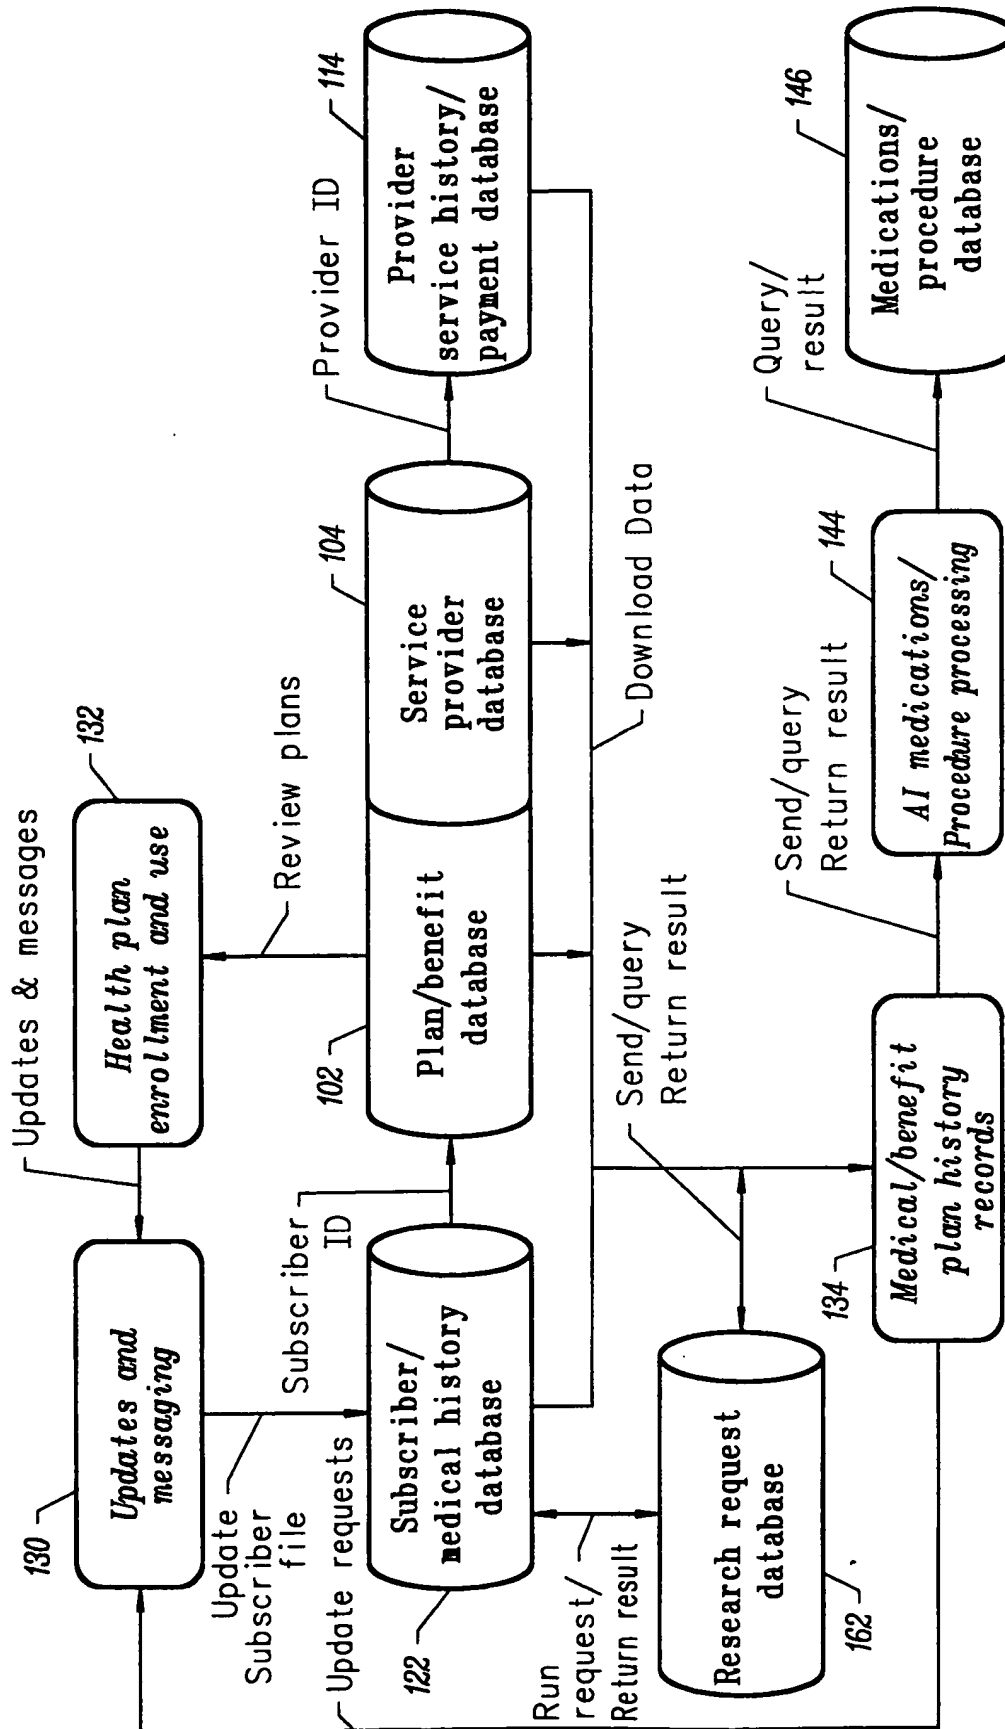 Updates & messages
130
Updates and
messaging
Health plan
enrollment and use
132
Update
Subscriber
file
Review plans
Update requests
Subscriber
ID
Provider ID
122
Subscriber/
medical history
database
102
Plan/benefit
database
Service
provider
database
104
Provider
service history/
payment database
114
Run
request/
Return result
Send/query
Return result
Download Data
162
Research request
database
134
Medical/benefit
plan history
records
Send/query
Return result
AI medications/
Procedure processing
144
Query/
result
Medications/
procedure
database
146